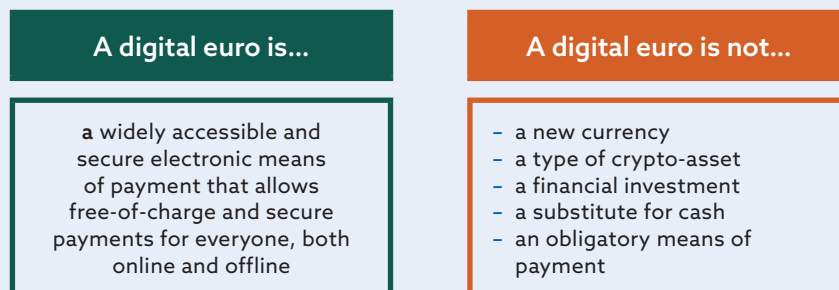 A digital euro is...
a widely accessible and
secure electronic means
of payment that allows
free-of-charge and secure
payments for everyone, both
online and offline
A digital euro is not...
– a new currency
– a type of crypto-asset
– a financial investment
– a substitute for cash
– an obligatory means of
payment